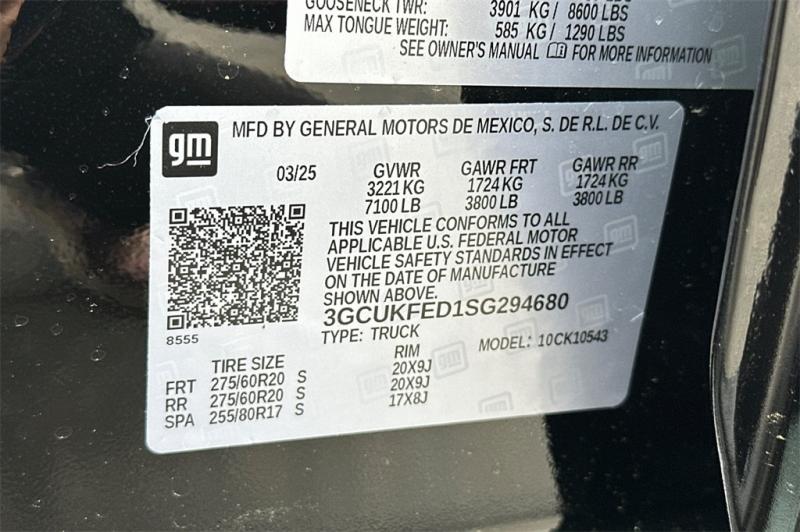 GOOSENECK TWR: 3901 KG / 8600 LBS
MAX TONGUE WEIGHT: 585 KG / 1290 LBS
SEE OWNER'S MANUAL FOR MORE INFORMATION
gm MFD BY GENERAL MOTORS DE MEXICO, S. DE R.L. DE C.V.
03/25 GVWR GAWR FRT GAWR RR
3221 KG 1724 KG 1724 KG
7100 LB 3800 LB 3800 LB
THIS VEHICLE CONFORMS TO ALL
APPLICABLE U.S. FEDERAL MOTOR
VEHICLE SAFETY STANDARDS IN EFFECT
ON THE DATE OF MANUFACTURE
SHOWN ABOVE.
3GCUKFED1SG294680
8555
TYPE: TRUCK MODEL: 10CK10543
TIRE SIZE RIM
FRT 275/60R20 S 20X9J
RR 275/60R20 S 20X9J
SPA 255/80R17 S 17X8J